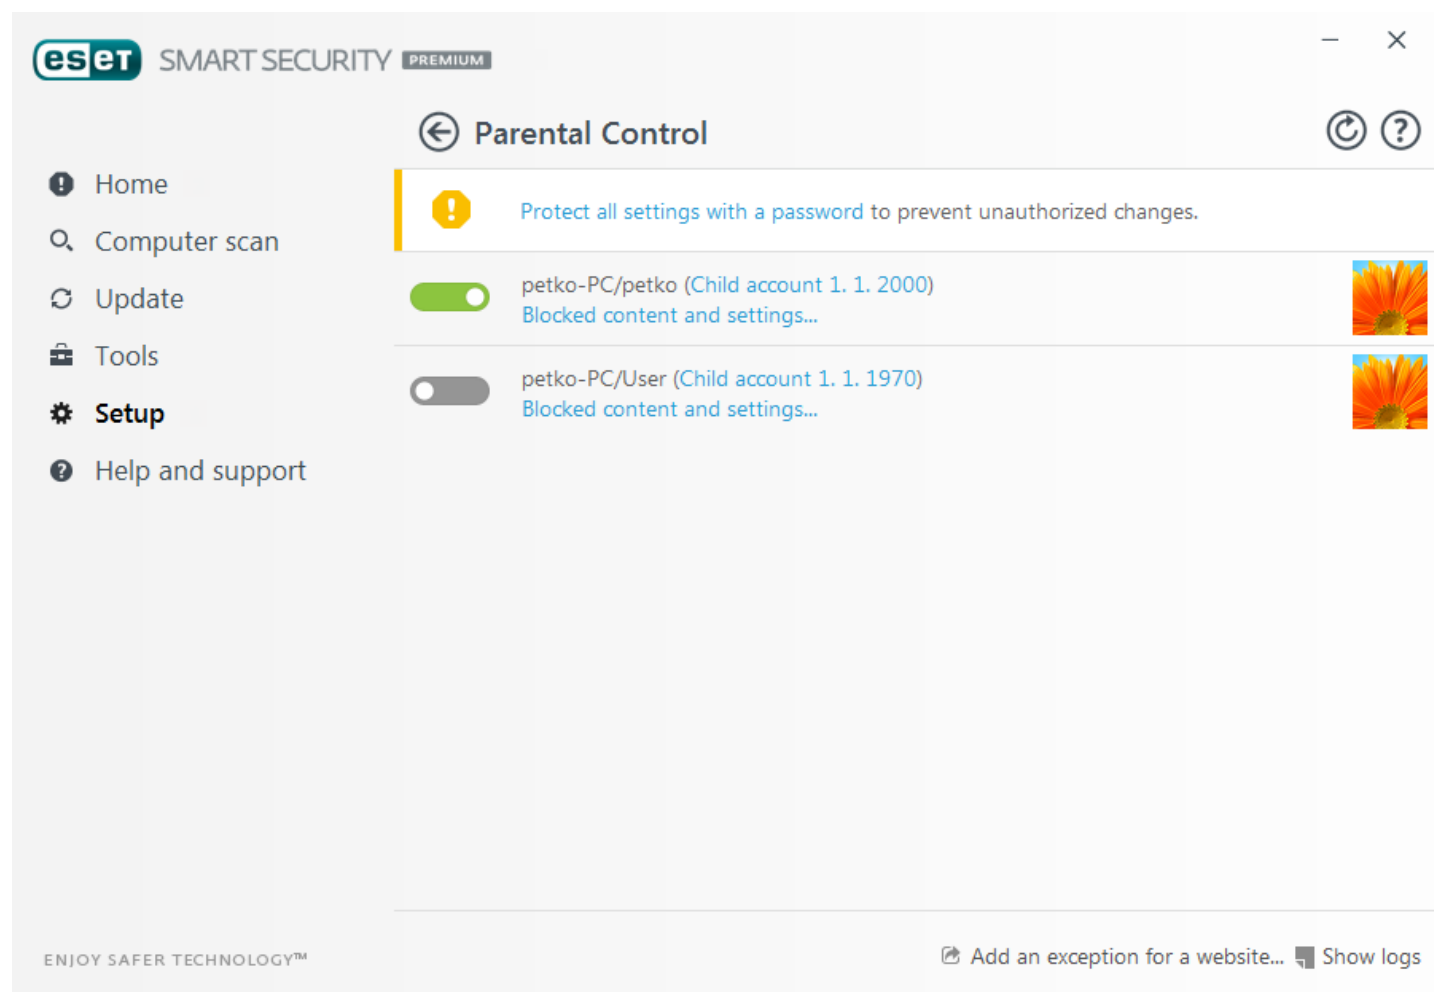 eset SMART SECURITY PREMIUM
Parental Control
Home
Computer scan
Update
Tools
Setup
Help and support
Protect all settings with a password to prevent unauthorized changes.
petko-PC/petko (Child account 1. 1. 2000)
Blocked content and settings...
petko-PC/User (Child account 1. 1. 1970)
Blocked content and settings...
ENJOY SAFER TECHNOLOGY™
Add an exception for a website... Show logs